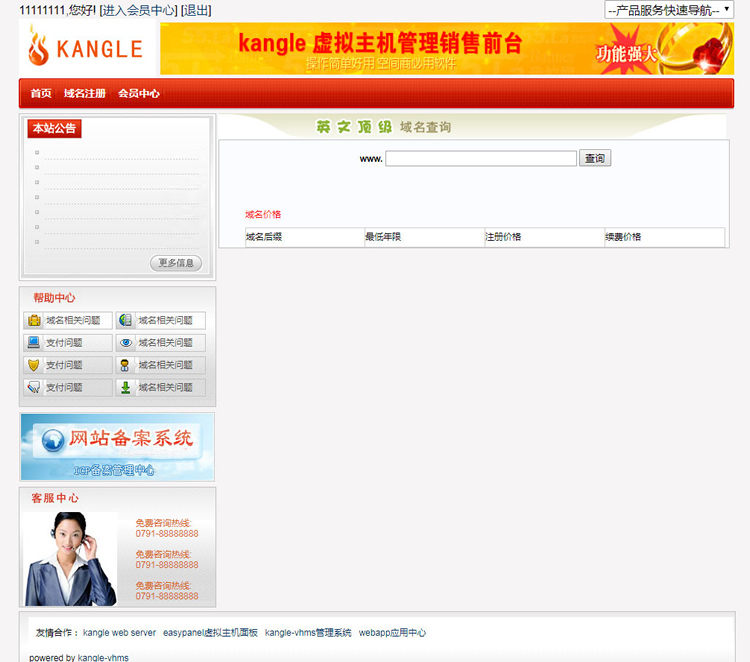 11111111,您好! [进入会员中心] [退出]
--产品服务快速导航--
KANGLE
kangle 虚拟主机管理销售前台
操作简单好用 空间商必用软件
功能强大
首页 域名注册 会员中心
本站公告
更多信息
英文顶级 域名查询
www. 查询
域名价格
域名后缀 最低年限 注册价格 续费价格
帮助中心
域名相关问题 域名相关问题
支付问题 域名相关问题
支付问题 域名相关问题
支付问题 域名相关问题
网站备案系统
ICP备案管理中心
客服中心
免费咨询热线:
0791-88888888
免费咨询热线:
0791-88888888
免费咨询热线:
0791-88888888
友情合作： kangle web server easypanel虚拟主机面板 kangle-vhms管理系统 webapp应用中心
powered by kangle-vhms